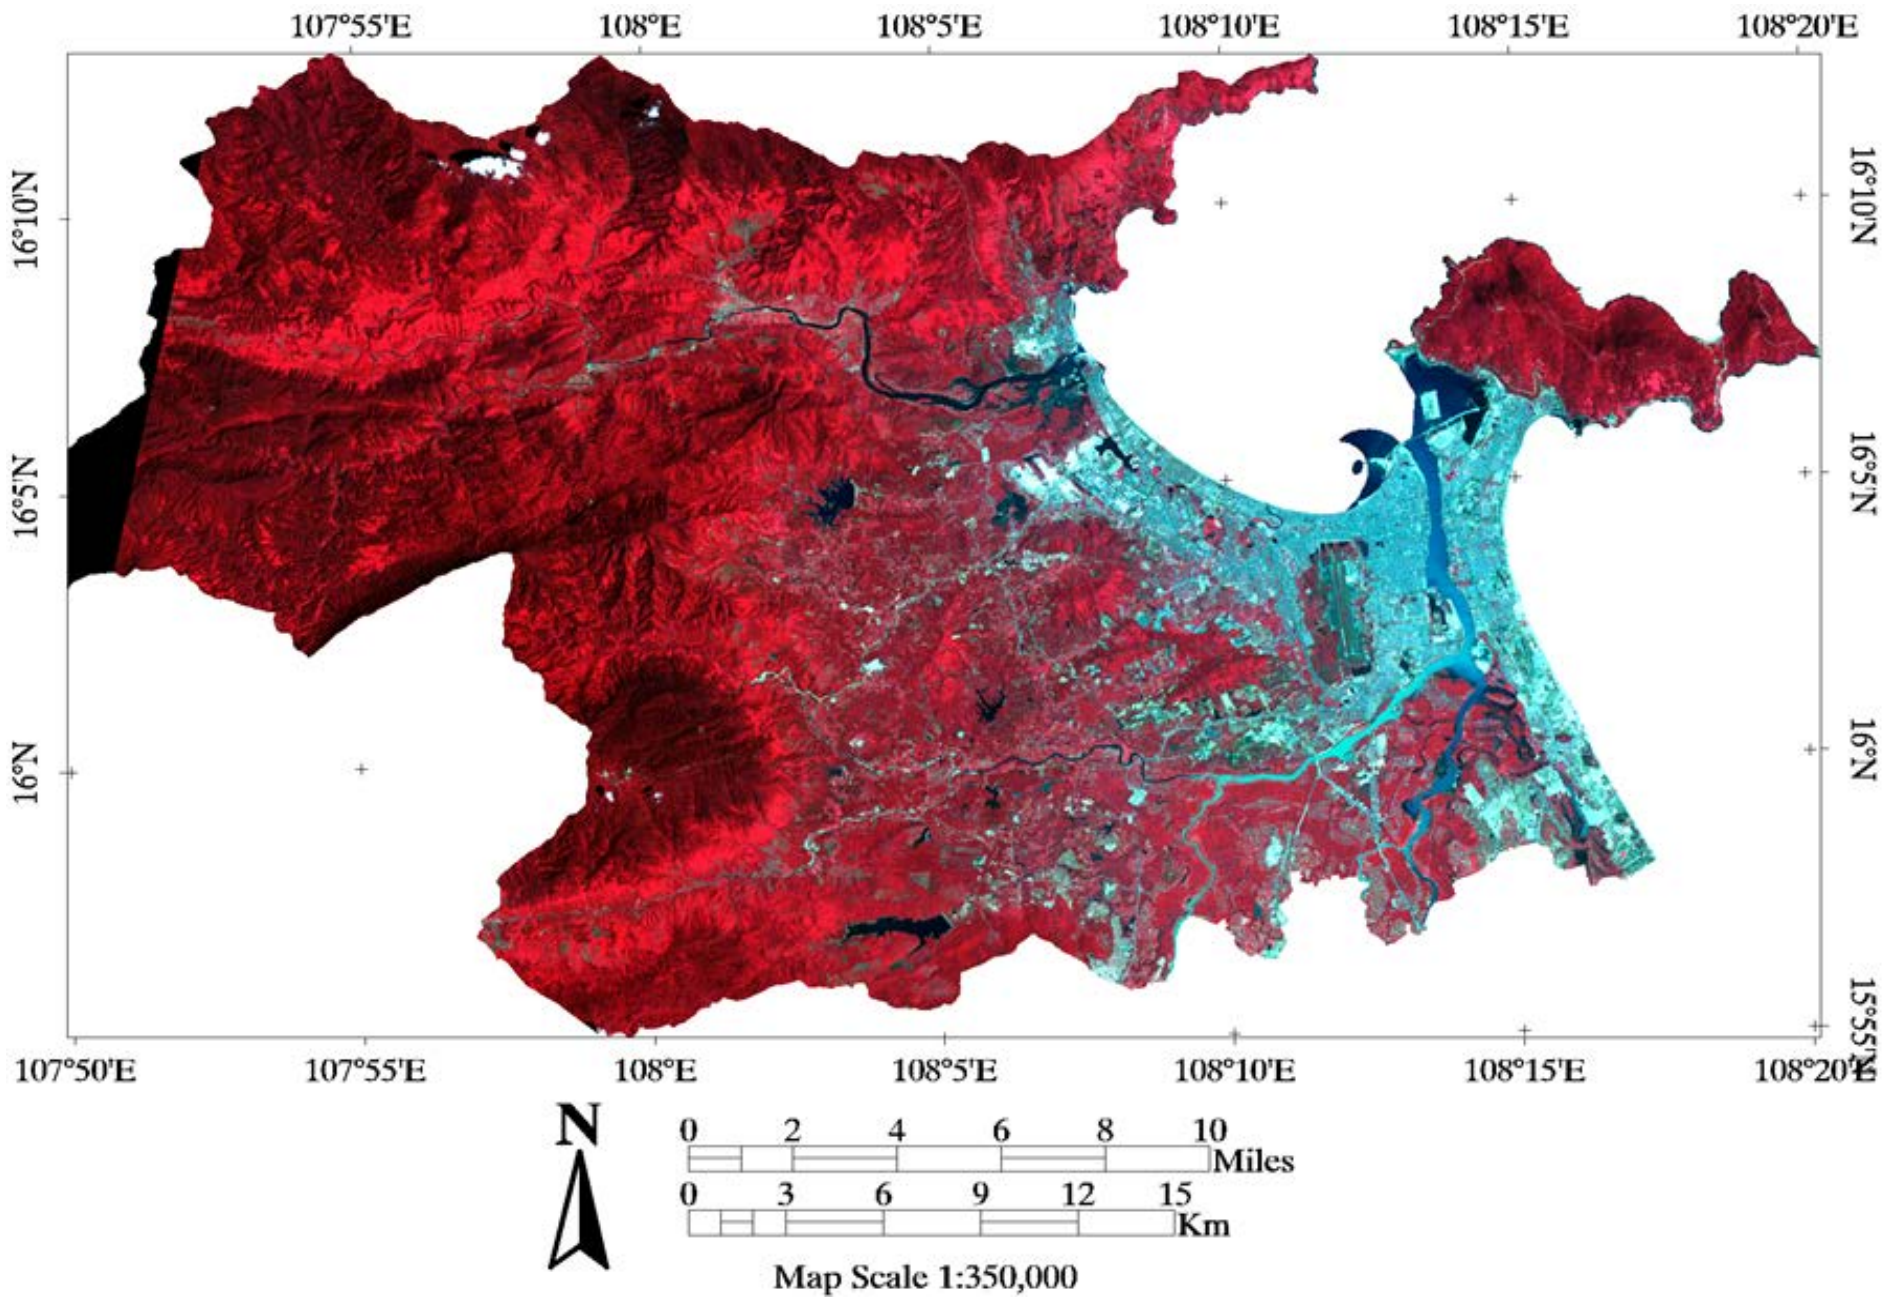 107°55'E 108°E 108°5'E 108°10'E 108°15'E 108°20'E
16°10'N 16°10'N
16°5'N 16°5'N
16°N 16°N
15°55'N
107°50'E 107°55'E 108°E 108°5'E 108°10'E 108°15'E 108°20'E
N
0 2 4 6 8 10
Miles
0 3 6 9 12 15
Km
Map Scale 1:350,000